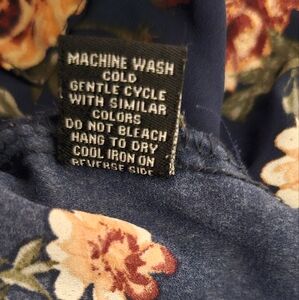 MACHINE WASH
COLD
GENTLE CYCLE
WITH SIMILAR
COLORS
DO NOT BLEACH
HANG TO DRY
COOL IRON ON
REVERSE SIDE